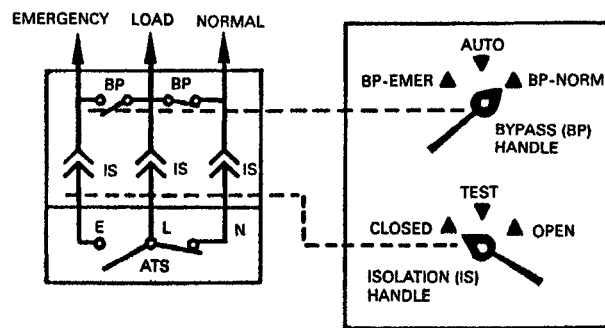 EMERGENCY LOAD NORMAL
BP BP
IS IS IS
E L N
ATS
AUTO
BP-EMER BP-NORM
BYPASS (BP)
HANDLE
TEST
CLOSED OPEN
ISOLATION (IS)
HANDLE